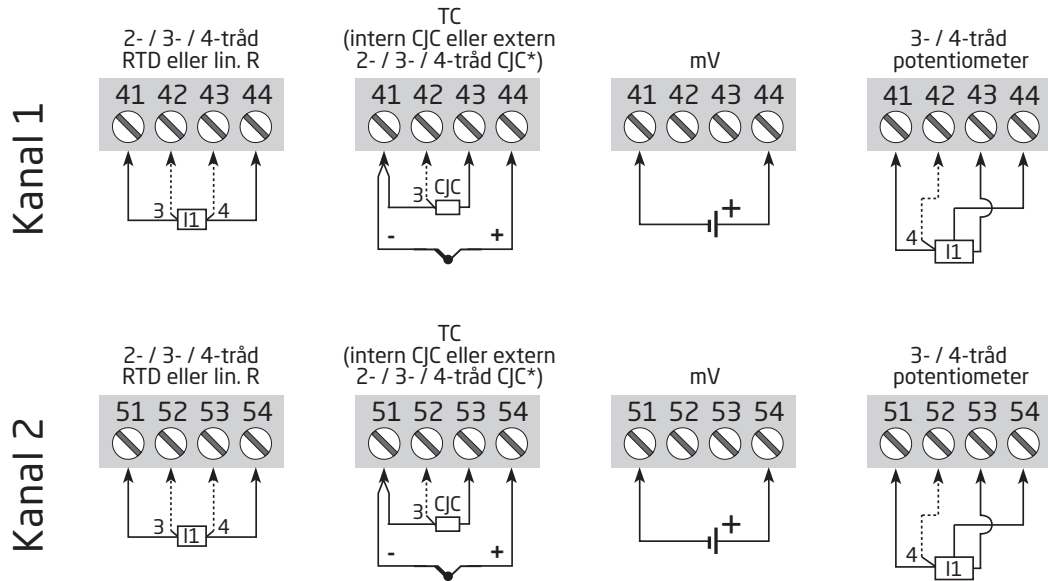 Kanal 1
2- / 3- / 4-tråd
RTD eller lin. R
41 42 43 44
3 I1 4
TC
(intern CJC eller extern
2- / 3- / 4-tråd CJC*)
41 42 43 44
3 CJC
- +
mV
41 42 43 44
+
3- / 4-tråd
potentiometer
41 42 43 44
4
I1
Kanal 2
2- / 3- / 4-tråd
RTD eller lin. R
51 52 53 54
3 I1 4
TC
(intern CJC eller extern
2- / 3- / 4-tråd CJC*)
51 52 53 54
3 CJC
- +
mV
51 52 53 54
+
3- / 4-tråd
potentiometer
51 52 53 54
4
I1